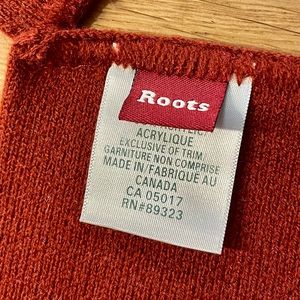 Roots
ACRYLIQUE
EXCLUSIVE OF TRIM
GARNITURE NON COMPRISE
MADE IN/FABRIQUE AU
CANADA
CA 05017
RN#89323